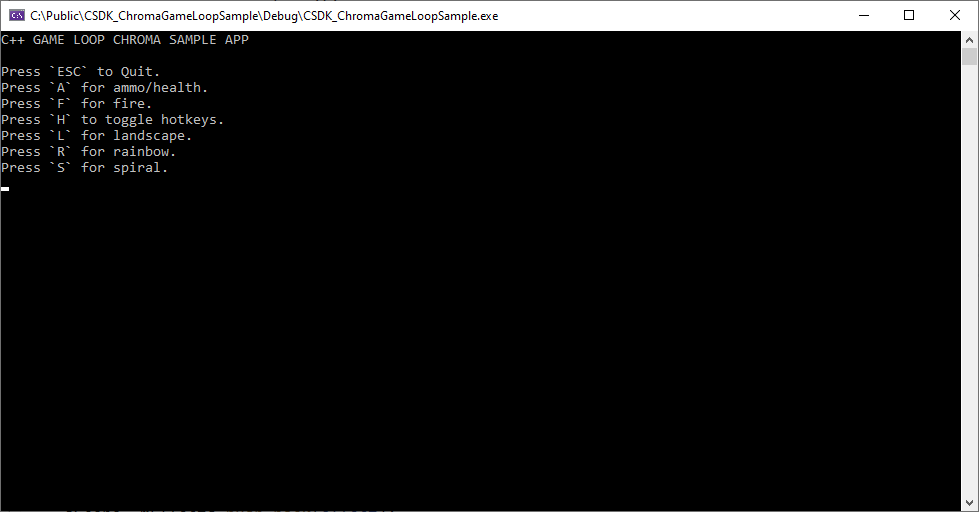 C:\Public\CSDK_ChromaGameLoopSample\Debug\CSDK_ChromaGameLoopSample.exe
C++ GAME LOOP CHROMA SAMPLE APP
Press `ESC` to Quit.
Press `A` for ammo/health.
Press `F` for fire.
Press `H` to toggle hotkeys.
Press `L` for landscape.
Press `R` for rainbow.
Press `S` for spiral.